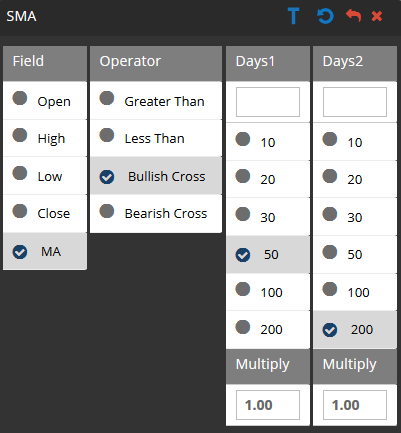 SMA
Field Operator Days1 Days2
Open Greater Than
High Less Than 10 10
Low Bullish Cross 20 20
Close Bearish Cross 30 30
MA 50 50
100 100
200 200
Multiply Multiply
1.00 1.00